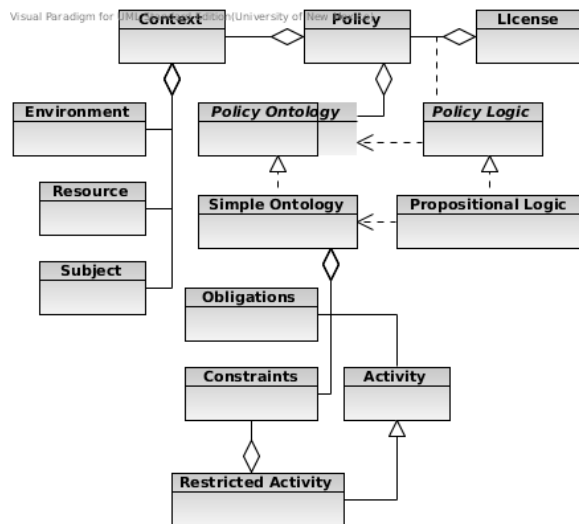 Visual Paradigm for UML Edition(University of New
Context
Policy
LIcense
Environment
Policy Ontology
Policy Logic
Resource
Simple Ontology
Propositional Logic
Subject
Obligations
Constraints
Activity
Restricted Activity